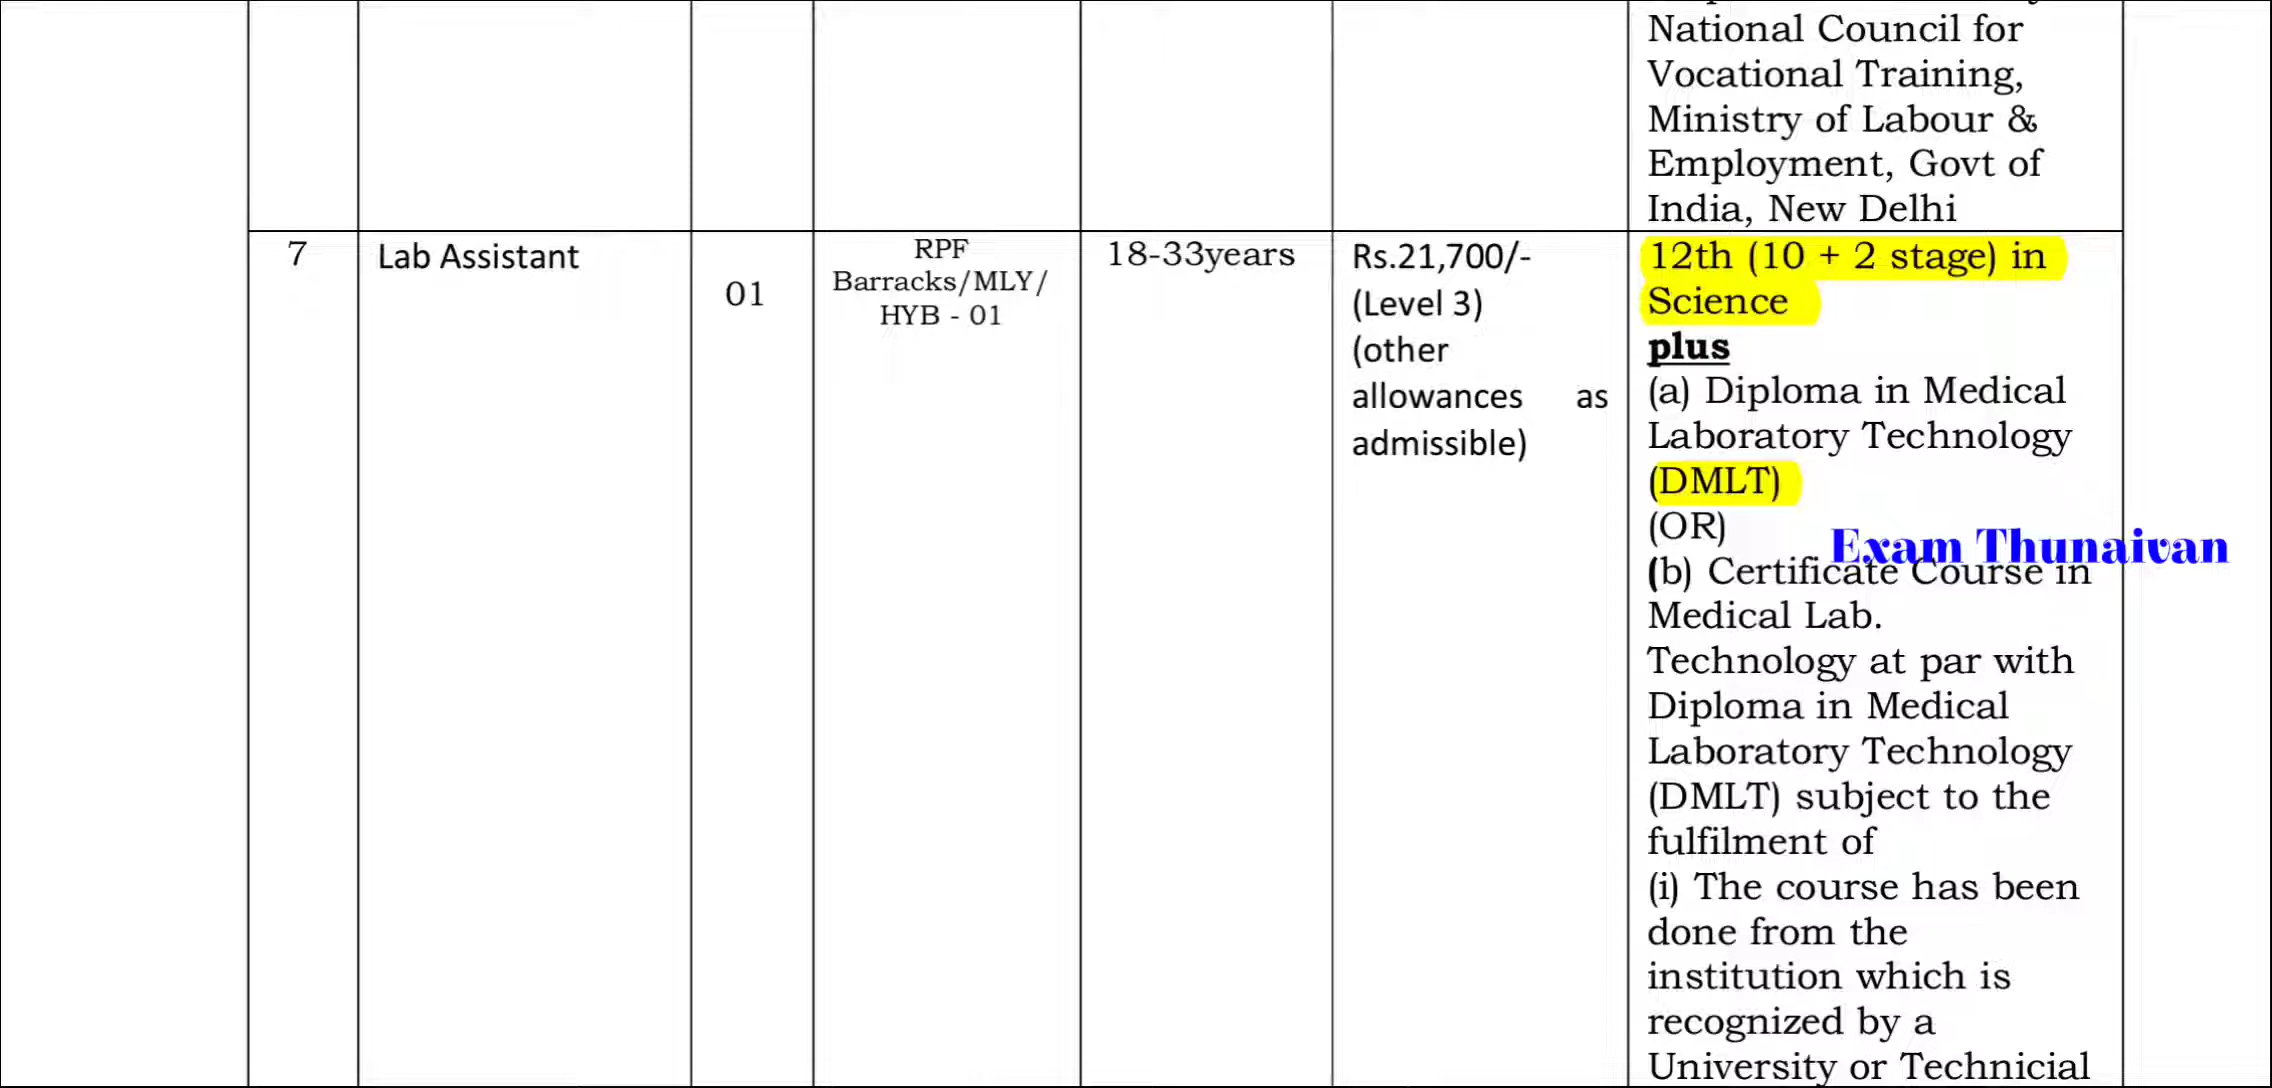 National Council for
Vocational Training,
Ministry of Labour &
Employment, Govt of
India, New Delhi
7
Lab Assistant
01
RPF
Barracks/MLY/
HYB - 01
18-33years
Rs.21,700/-
(Level 3)
(other
allowances as
admissible)
12th (10 + 2 stage) in
Science
plus
(a) Diploma in Medical
Laboratory Technology
(DMLT)
(OR)
Exam Thunaivan
(b) Certificate Course in
Medical Lab.
Technology at par with
Diploma in Medical
Laboratory Technology
(DMLT) subject to the
fulfilment of
(i) The course has been
done from the
institution which is
recognized by a
University or Technicial